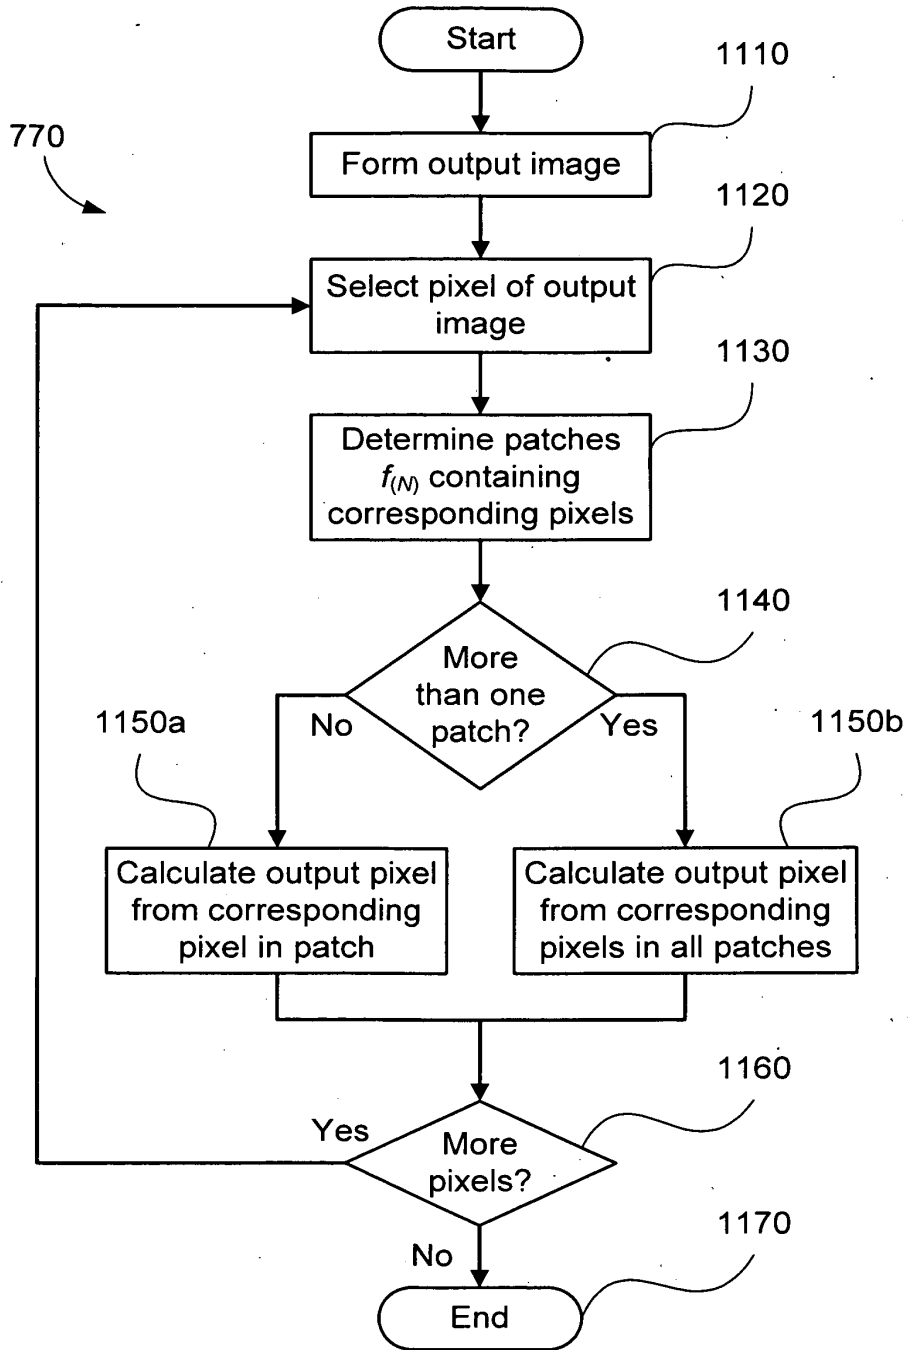 Start
1110
770
Form output image
1120
Select pixel of output
image
1130
Determine patches
f(N) containing
corresponding pixels
1140
More
than one
patch?
No
Yes
1150a
1150b
Calculate output pixel
from corresponding
pixel in patch
Calculate output pixel
from corresponding
pixels in all patches
1160
Yes
More
pixels?
1170
No
End